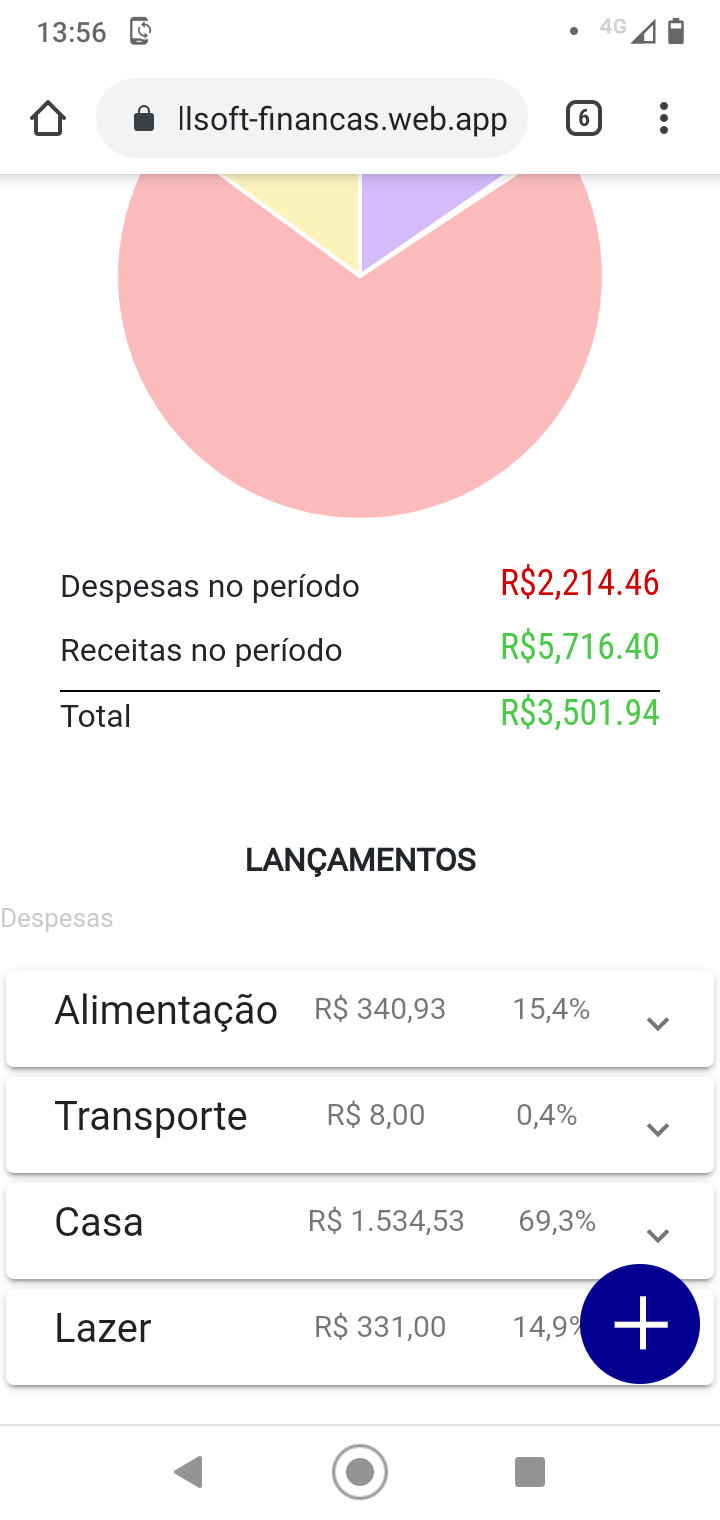 13:56 4G
llsoft-financas.web.app 6
Despesas no período R$2,214.46
Receitas no período R$5,716.40
Total R$3,501.94
LANÇAMENTOS
Despesas
Alimentação R$ 340,93 15,4%
Transporte R$ 8,00 0,4%
Casa R$ 1.534,53 69,3%
Lazer R$ 331,00 14,9%